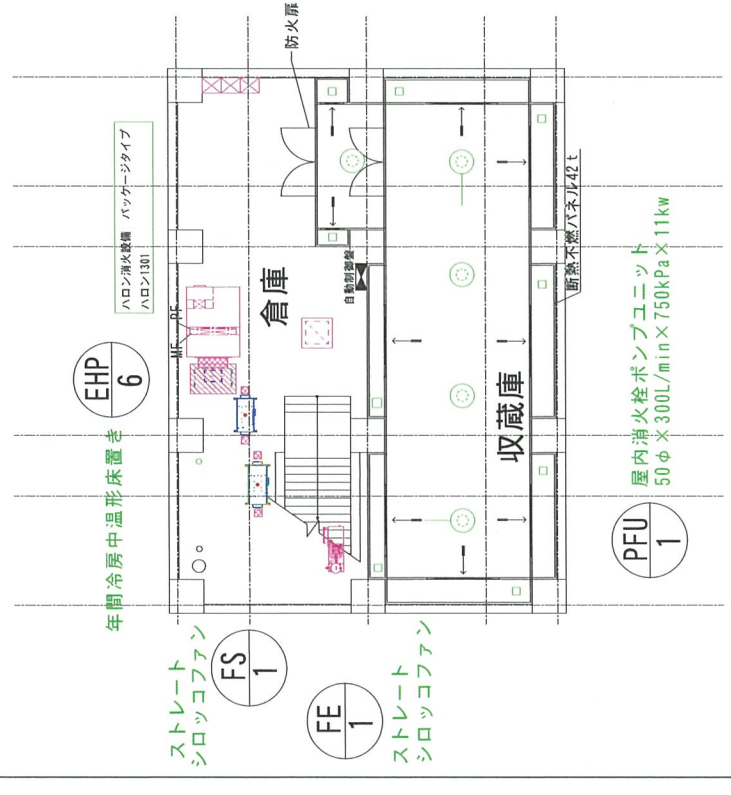 防火扉
ハロン消火設備 パッケージタイプ
ハロン1301
EHP
6
年間冷房中温形床置き
MF
PF
倉庫
自動制御盤
断熱不燃パネル42t
収蔵庫
屋内消火栓ポンプユニット
50φ×300L/min×750kPa×11kw
PFU
1
ストレート
シロッコファン
FS
1
FE
1
ストレート
シロッコファン